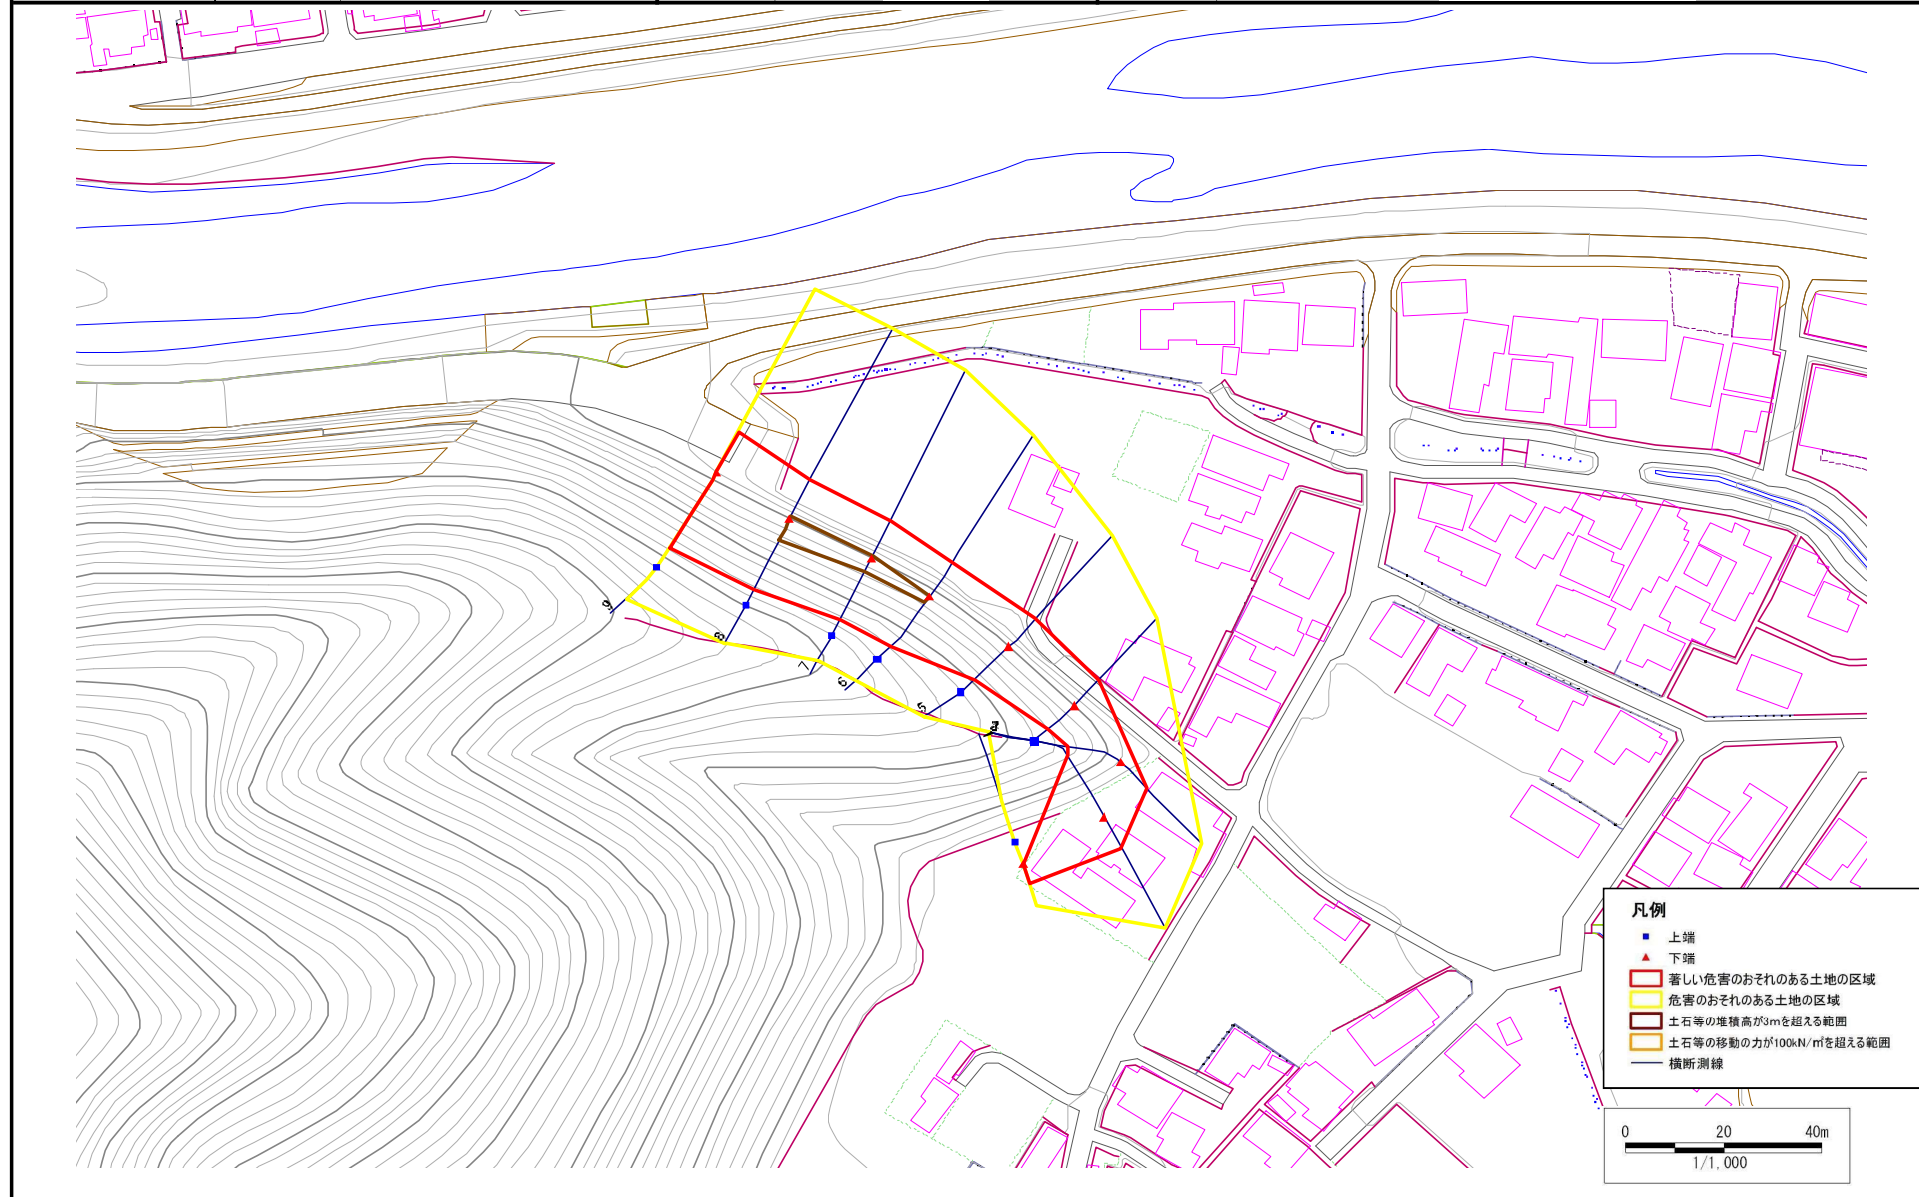 9
8
7
6
5
凡例
上端
下端
著しい危害のおそれのある土地の区域
危害のおそれのある土地の区域
土石等の堆積高が3mを超える範囲
土石等の移動の力が100kN/㎡を超える範囲
横断測線
0 20 40m
1/1,000